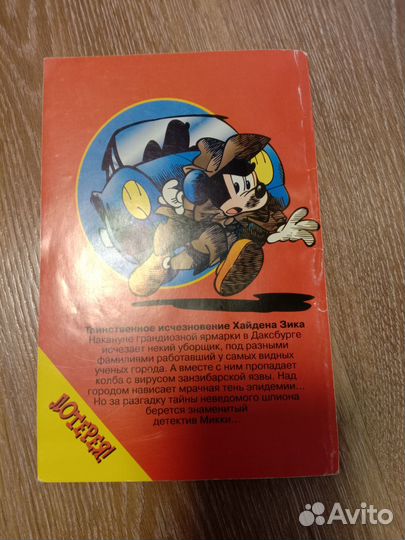 Таинственное исчезновение Хайдена Зика
Накануне грандиозной ярмарки в Даксбурге
исчезает некий уборщик, под разными
фамилиями работавший у самых видных
ученых города. А вместе с ним пропадает
колба с вирусом занзибарской язвы. Над
городом нависает мрачная тень эпидемии...
Но за разгадку тайны неведомого шпиона
берется знаменитый
детектив Микки...
ЛОТЕРЕЯ!
Avito